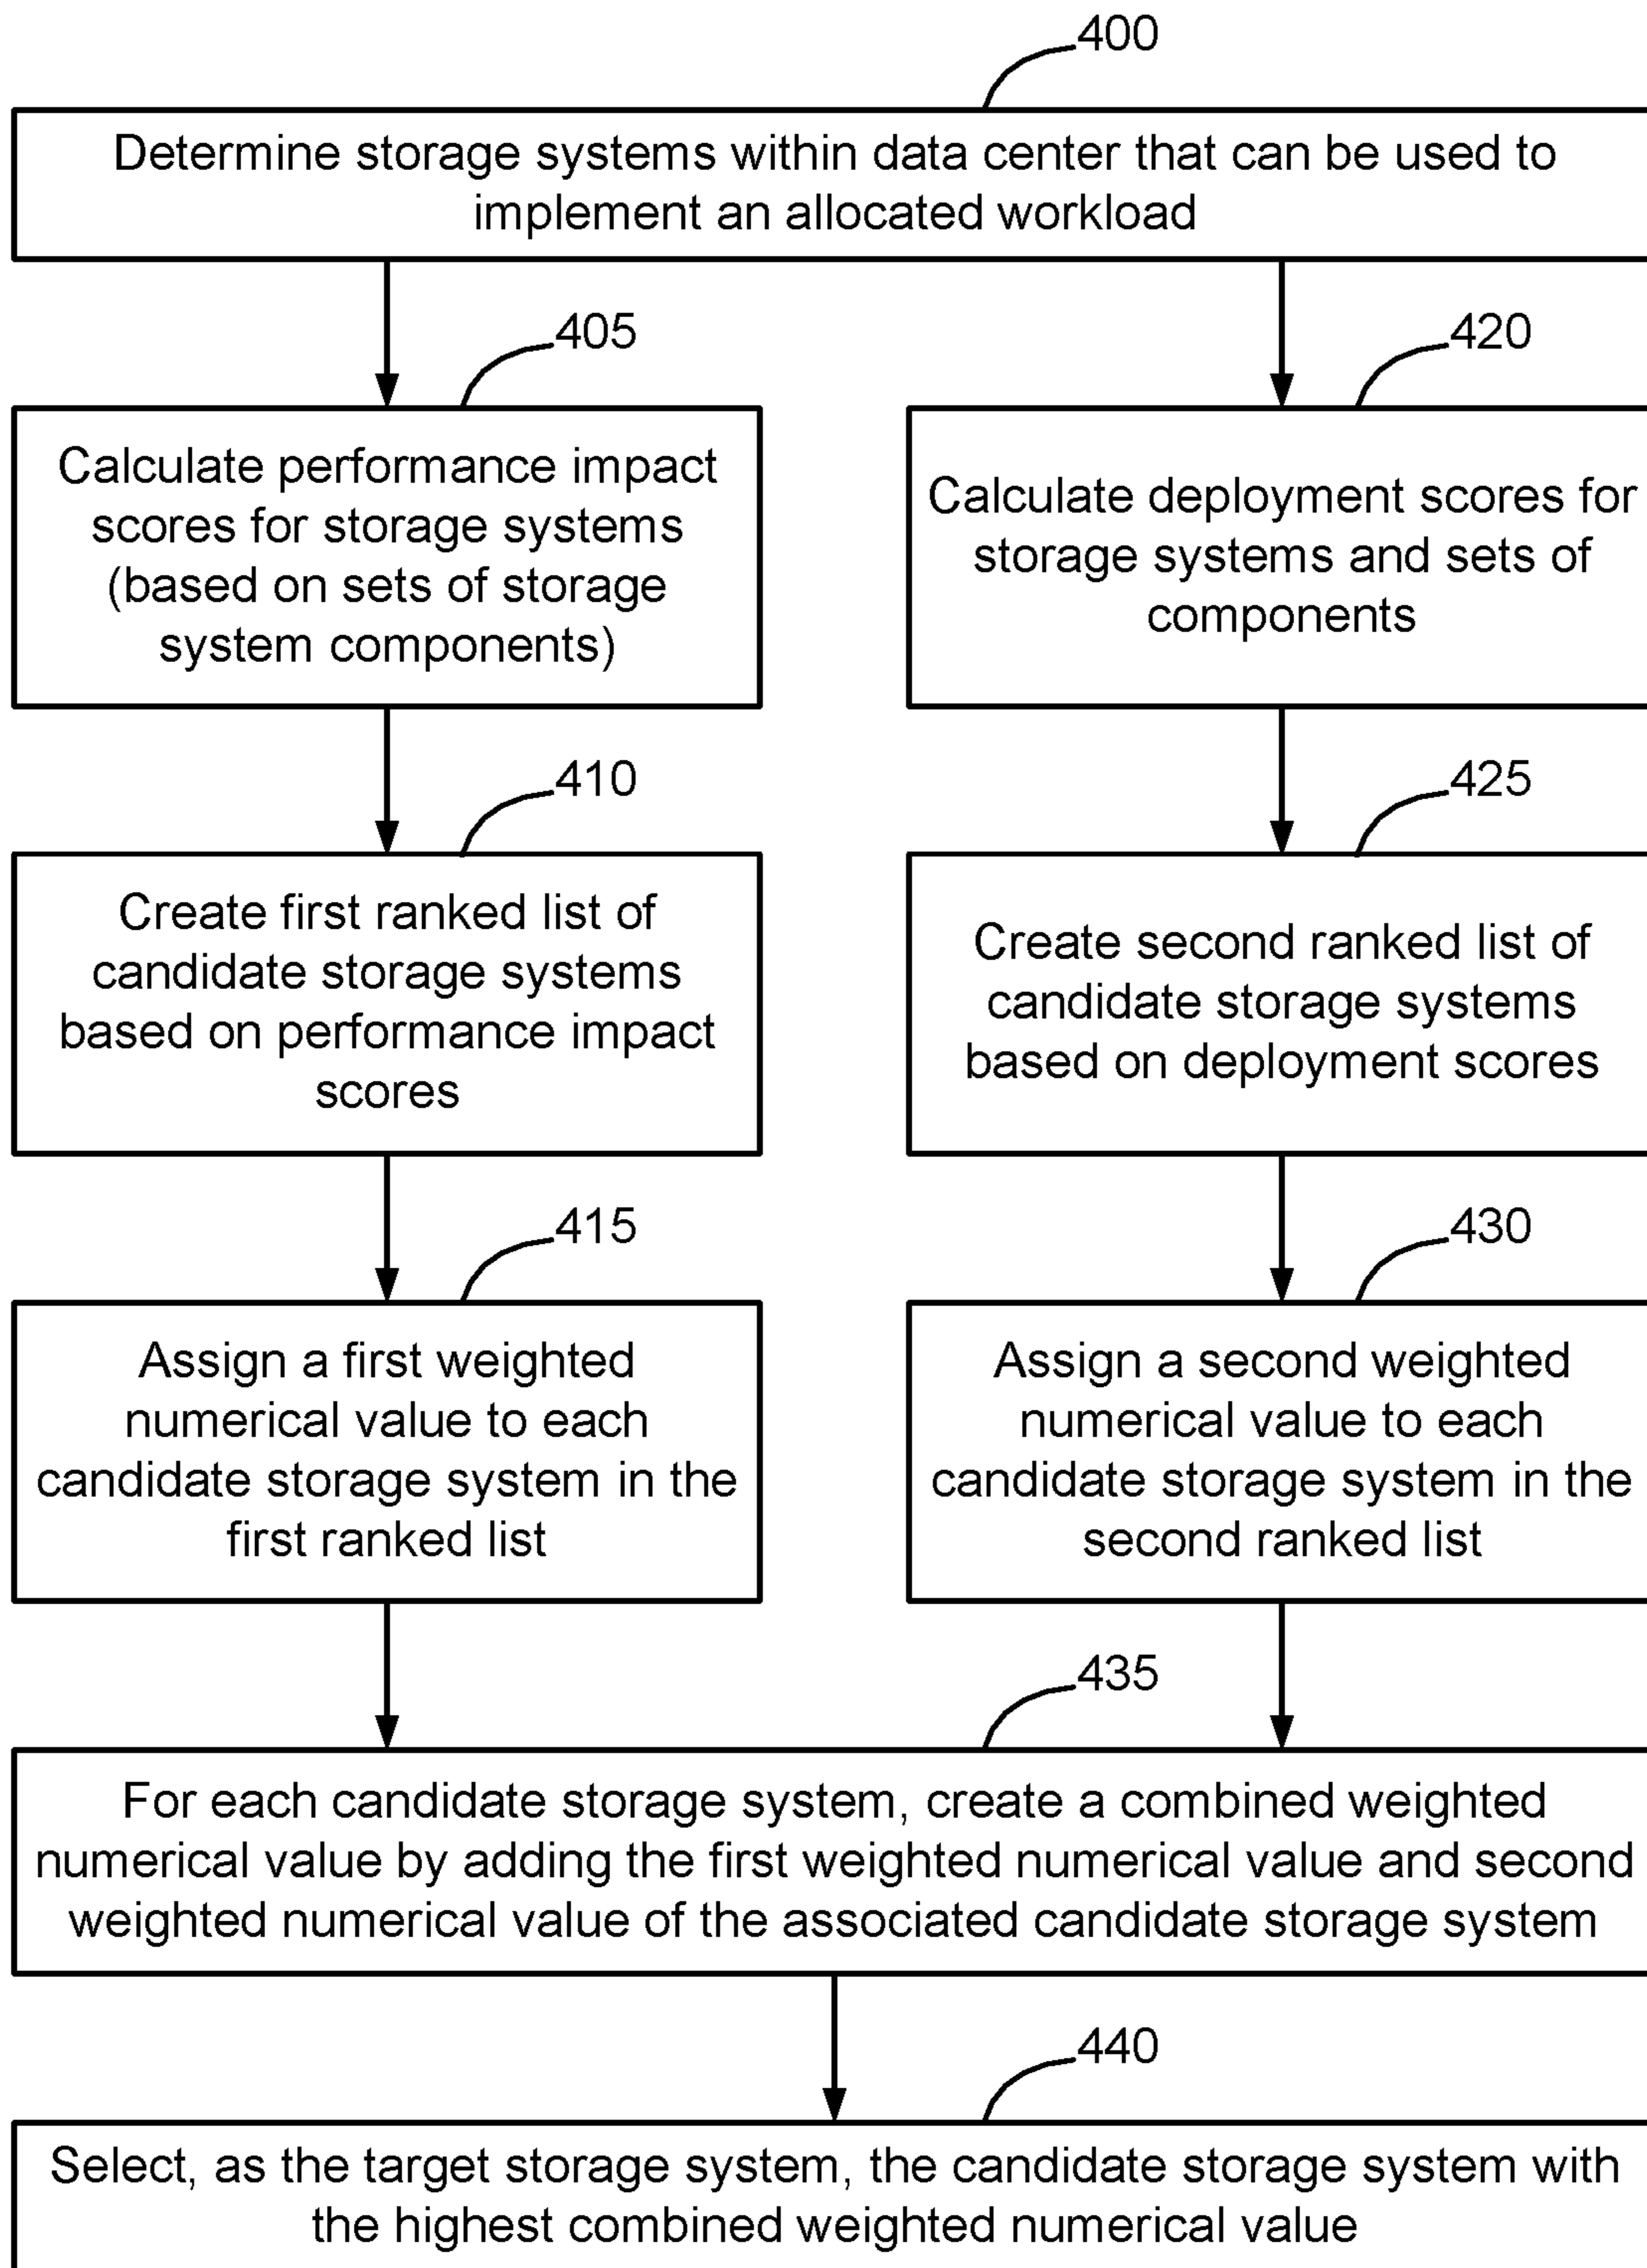 400
Determine storage systems within data center that can be used to
implement an allocated workload
405
Calculate performance impact
scores for storage systems
(based on sets of storage
system components)
410
Create first ranked list of
candidate storage systems
based on performance impact
scores
415
Assign a first weighted
numerical value to each
candidate storage system in the
first ranked list
420
Calculate deployment scores for
storage systems and sets of
components
425
Create second ranked list of
candidate storage systems
based on deployment scores
430
Assign a second weighted
numerical value to each
candidate storage system in the
second ranked list
435
For each candidate storage system, create a combined weighted
numerical value by adding the first weighted numerical value and second
weighted numerical value of the associated candidate storage system
440
Select, as the target storage system, the candidate storage system with
the highest combined weighted numerical value